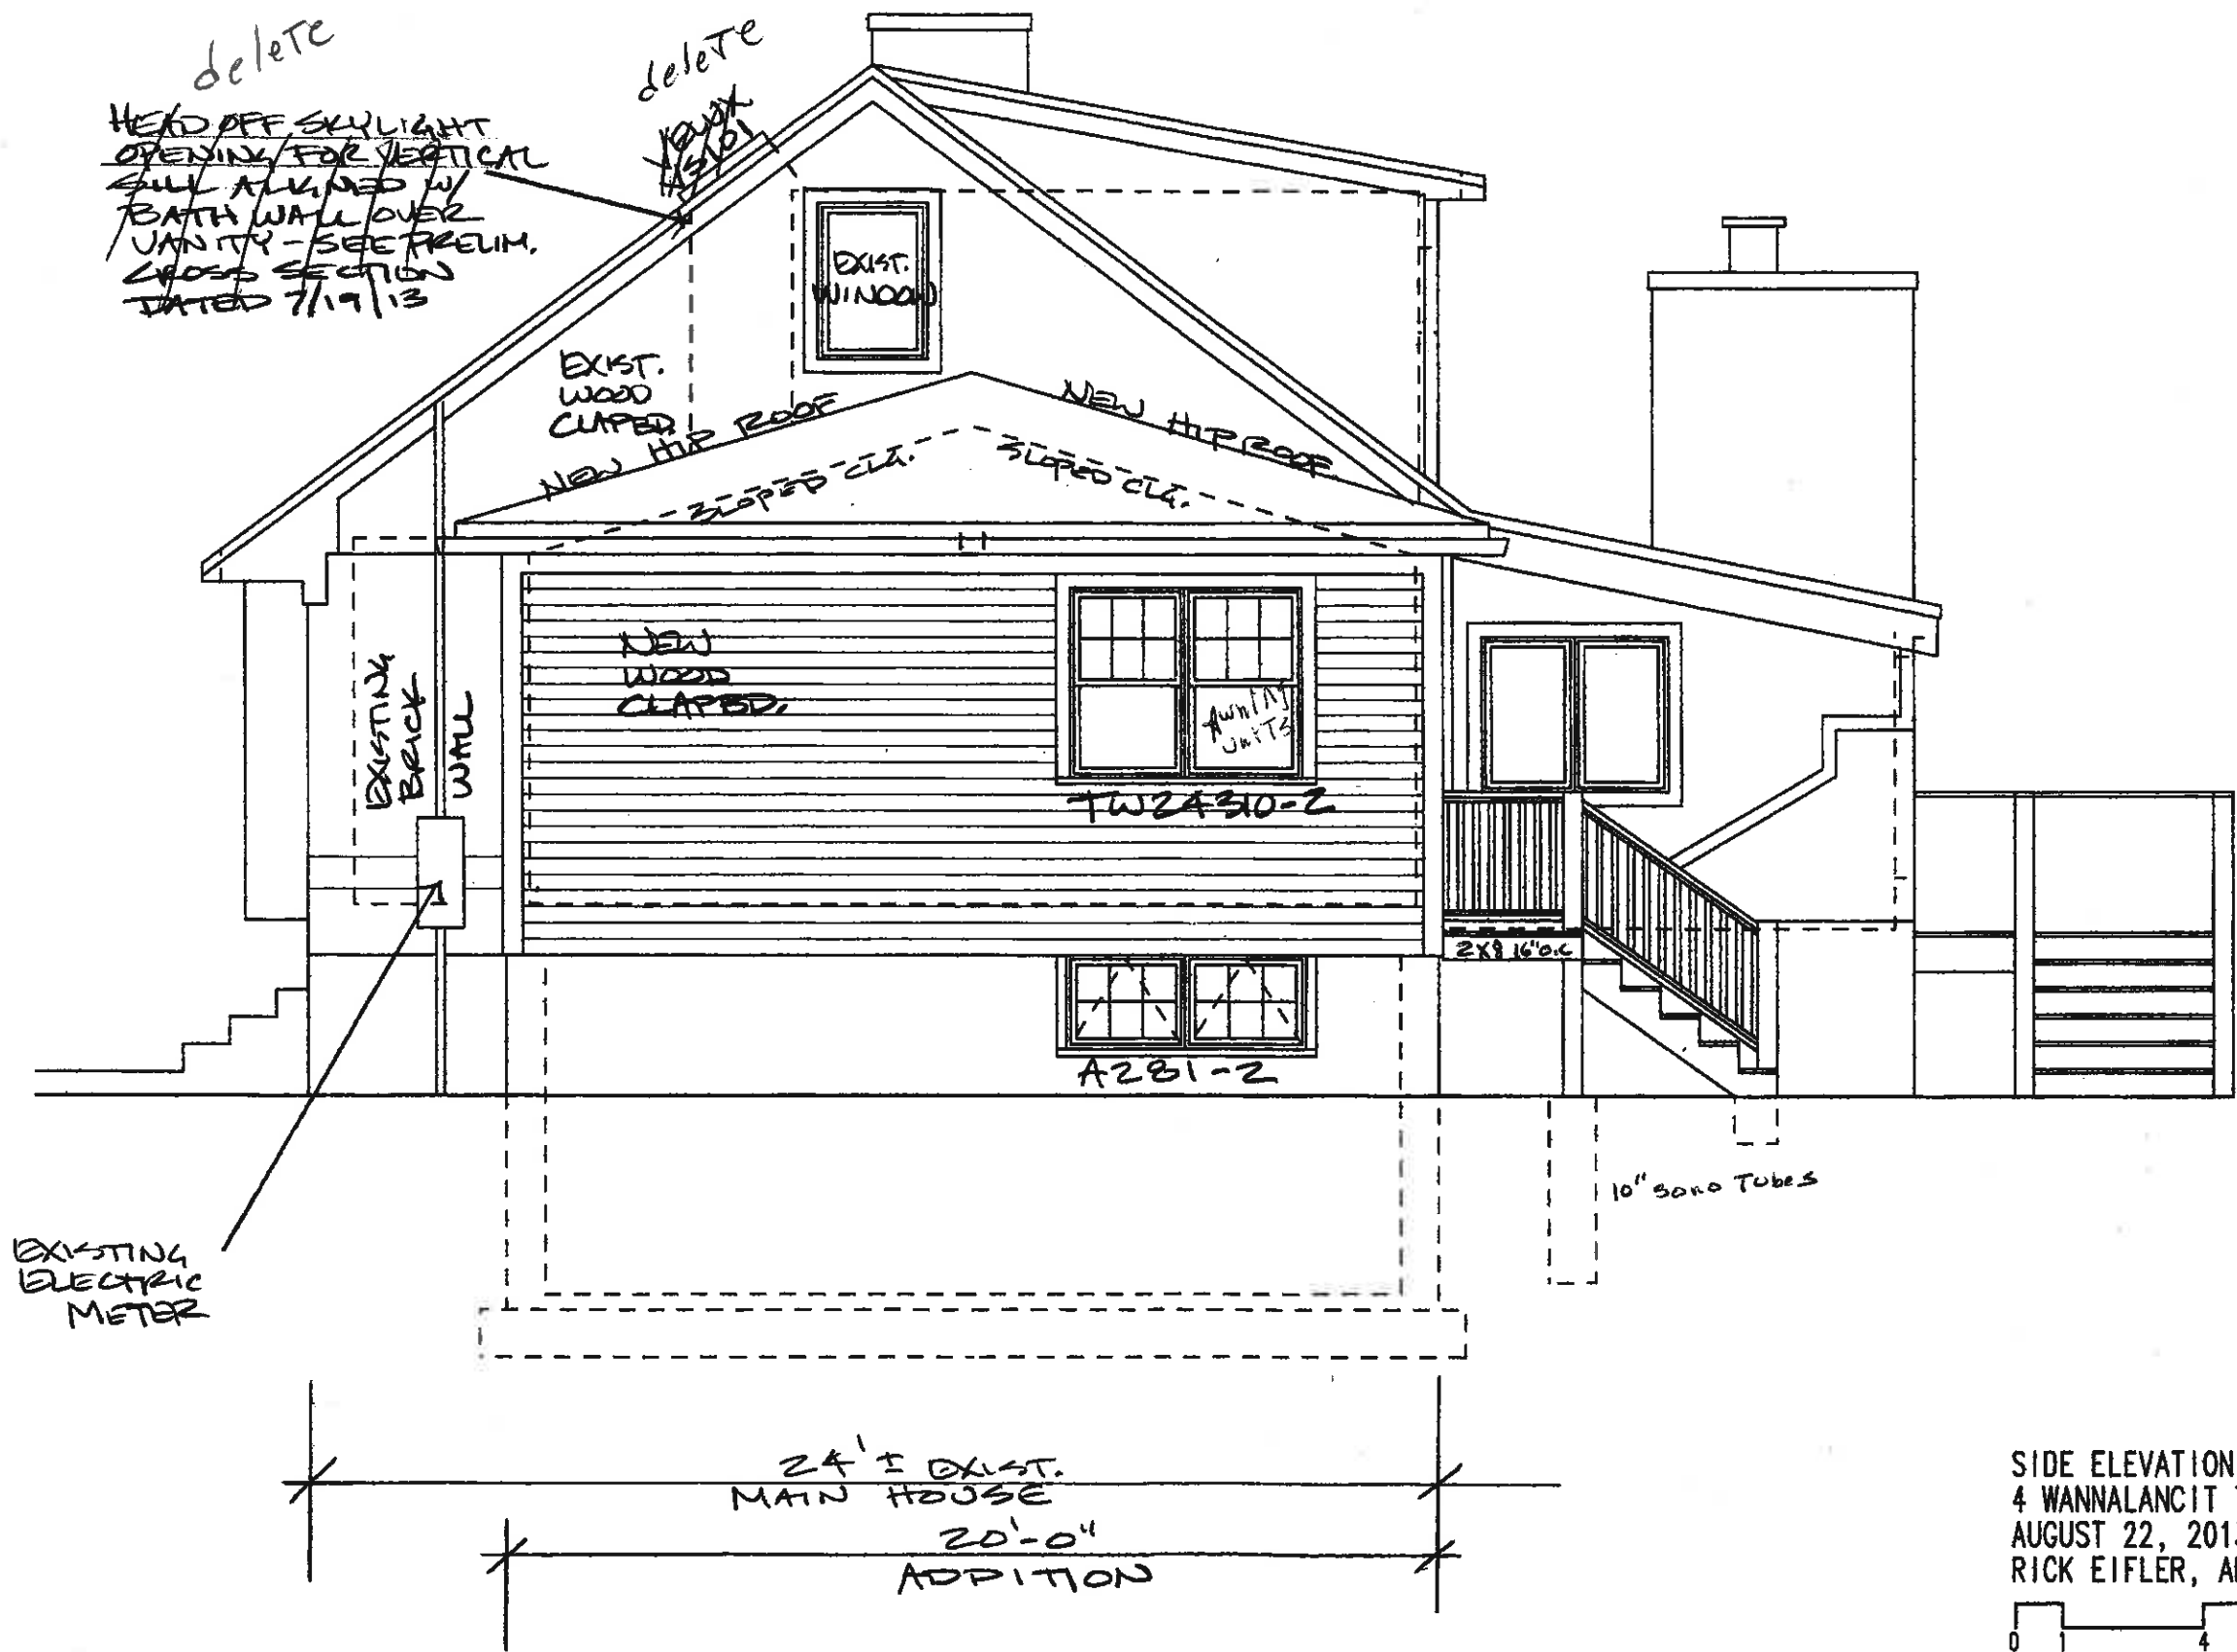 delete
HEAD OFF SKYLIGHT
OPENING FOR VERTICAL
SILL ALIGNED W/
BATH WALL OVER
VANITY - SEE PRELIM.
CROSS SECTION
DATED 7/19/13
delete
VELUX
EXIST.
WINDOW
EXIST.
WOOD
CLAPBD.
NEW HIP ROOF
NEW HIP ROOF
SLOPED CLG.
SLOPED CLG.
EXISTING
BRICK
WALL
NEW
WOOD
CLAPBD.
Awning
units
TW24310-2
2X8 16"O.C
A281-2
10" sono Tubes
EXISTING
ELECTRIC
METER
24' ± EXIST.
MAIN HOUSE
20'-0"
ADDITION
SIDE ELEVATION
4 WANNALANCIT
AUGUST 22, 201
RICK EIFLER,
0 1 4